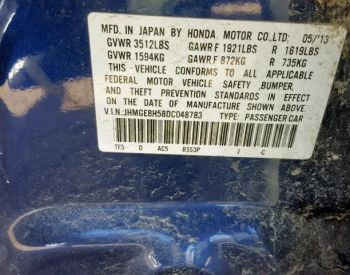 MFD. IN JAPAN BY HONDA MOTOR CO.,LTD. 05/'13
GVWR 3512LBS GAWR F 1921LBS R 1619LBS
GVWR 1594KG GAWR F 872KG R 735KG
THIS VEHICLE CONFORMS TO ALL APPLICABLE
FEDERAL MOTOR VEHICLE SAFETY ,BUMPER,
AND THEFT PREVENTION STANDARDS IN EFFECT
ON THE DATE OF MANUFACTURE SHOWN ABOVE.
V.I.N. JHMGE8H58DC048783 TYPE: PASSENGER CAR
TF5 0 AC5 B553P I C